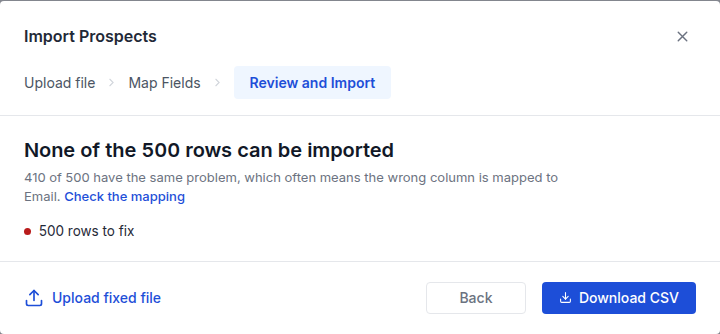 Import Prospects
Upload file
Map Fields
Review and Import
None of the 500 rows can be imported
410 of 500 have the same problem, which often means the wrong column is mapped to
Email. Check the mapping
500 rows to fix
Upload fixed file
Back
Download CSV